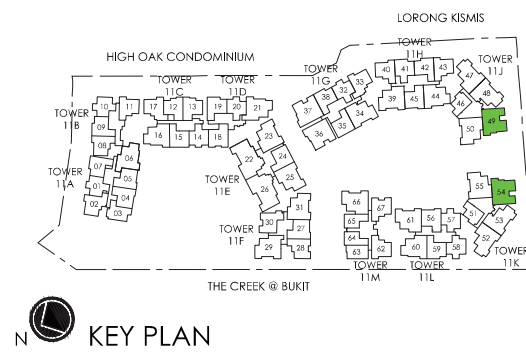 LORONG KISMIS
HIGH OAK CONDOMINIUM
TOWER
11H
TOWER
11G
TOWER
11J
TOWER
11C
TOWER
11D
TOWER
11B
TOWER
11A
TOWER
11E
TOWER
11F
TOWER
11M
TOWER
11L
TOWER
11K
10 11 17 12 13 19 20 21
09 16 15 14 18
08 06
07 05
01 04
02 03
37 38 32 33
36 35 34
40 41 42 43
39 45 44
47 48
46 49
50
23
22 24
26 25
31
30 27
29 28
66 67
65
64
63 62
61 56 57
60 59 58
55 54
51 53
52
THE CREEK @ BUKIT
N
KEY PLAN